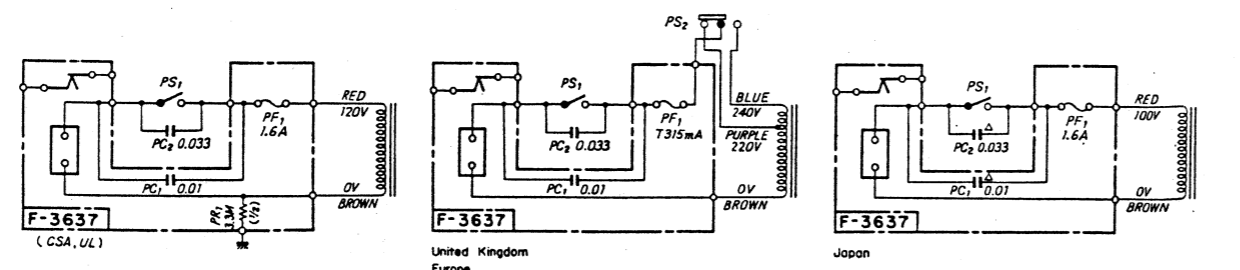 PS1
RED
120V
PF1
1.6A
PC2 0.033
PC1 0.01
0V
BROWN
PR1
3.3M
(1/2)
F-3637
(CSA, UL)
PS2
PS1
BLUE
240V
PF1
T315mA
PURPLE
220V
PC2 0.033
PC1 0.01
0V
BROWN
F-3637
United Kingdom
Europe
PS1
RED
100V
PF1
1.6A
PC2 △ 0.033
PC1 △ 0.01
0V
BROWN
F-3637
Japan